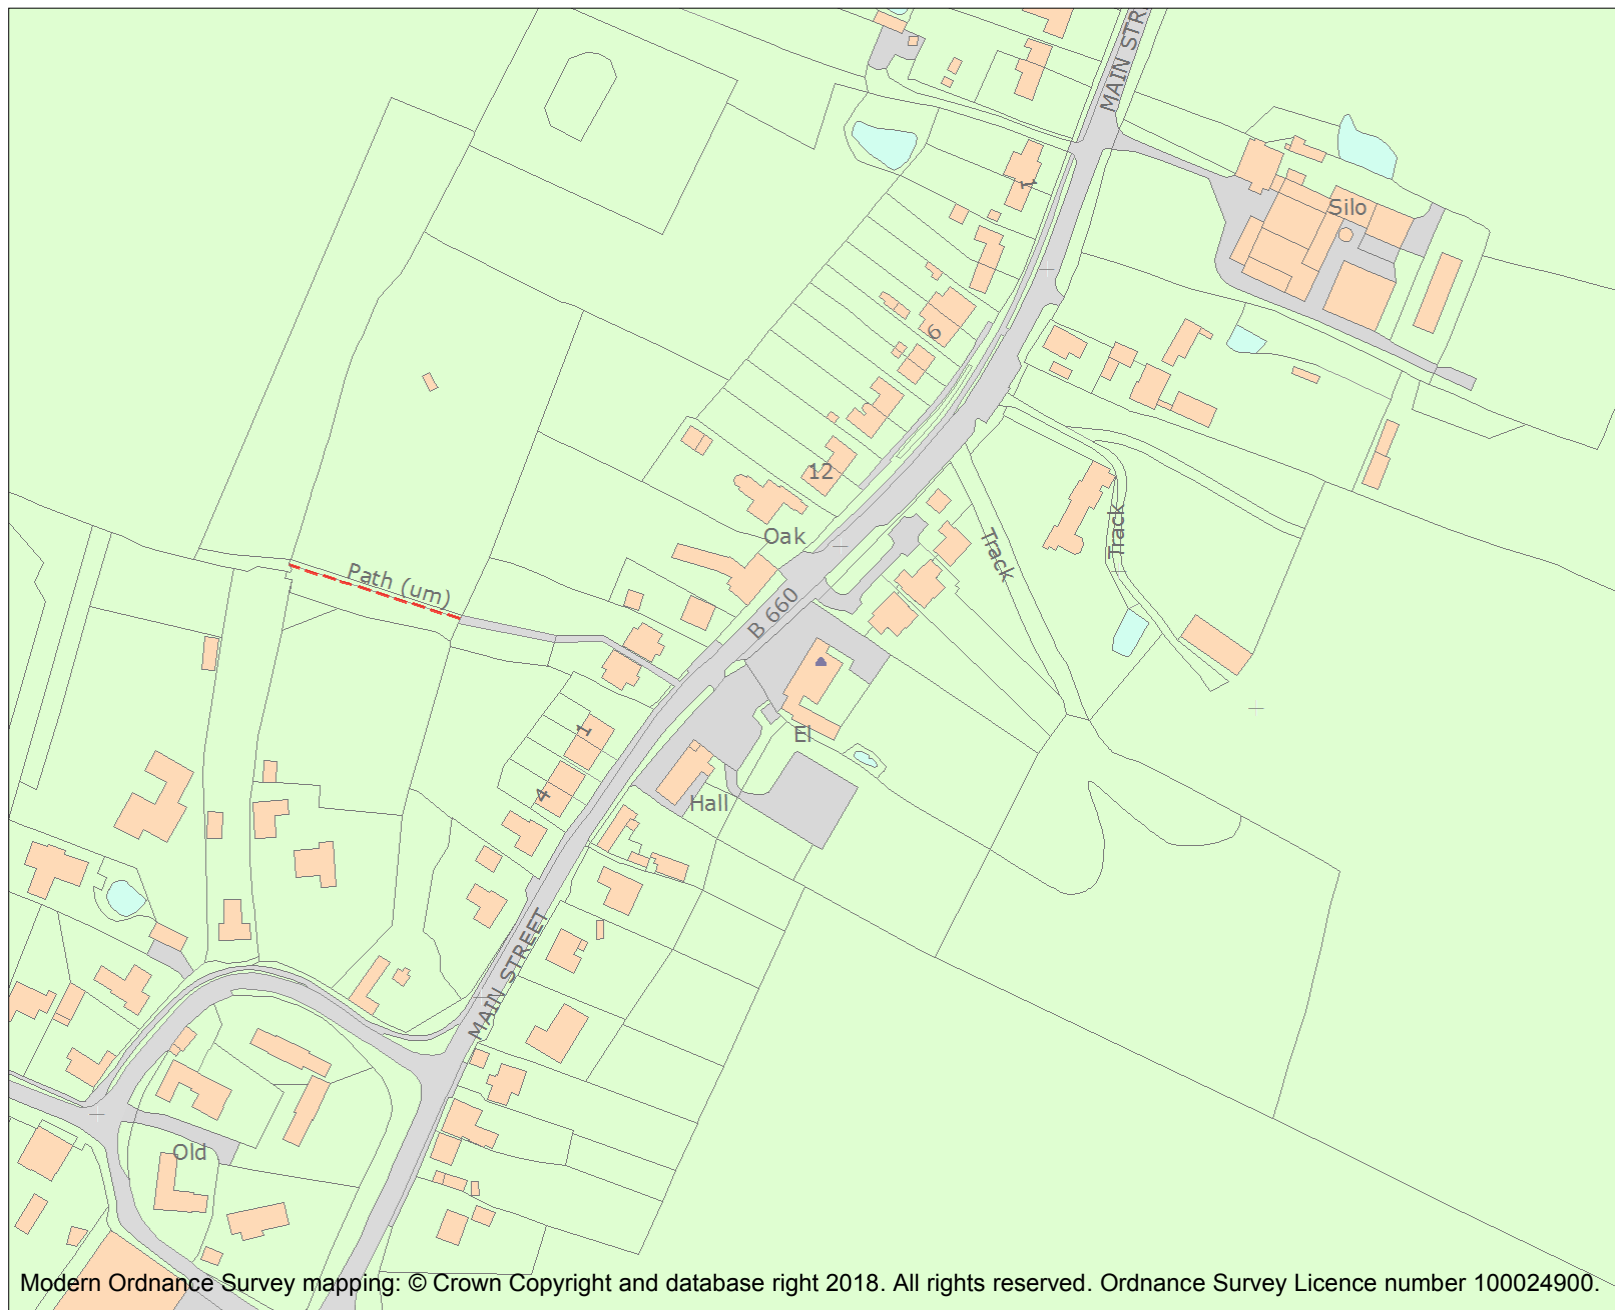 MAIN STR
1
Silo
6
12
Oak
Track
Track
Path (um)
B 660
El
1
4
Hall
MAIN STREET
Old
Modern Ordnance Survey mapping: © Crown Copyright and database right 2018. All rights reserved. Ordnance Survey Licence number 100024900.